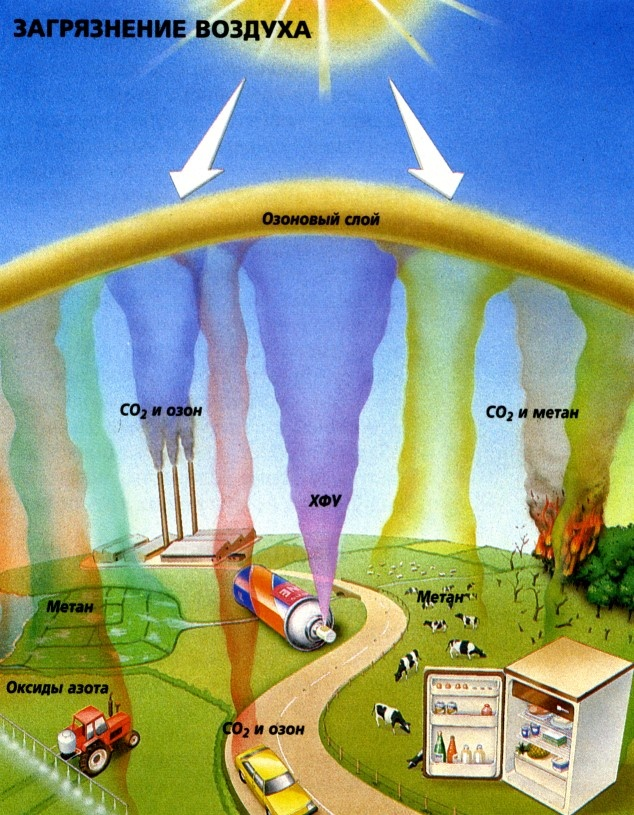 ЗАГРЯЗНЕНИЕ ВОЗДУХА
Озоновый слой
CO₂ и озон
CO₂ и метан
ХФУ
Метан
Метан
Оксиды азота
CO₂ и озон